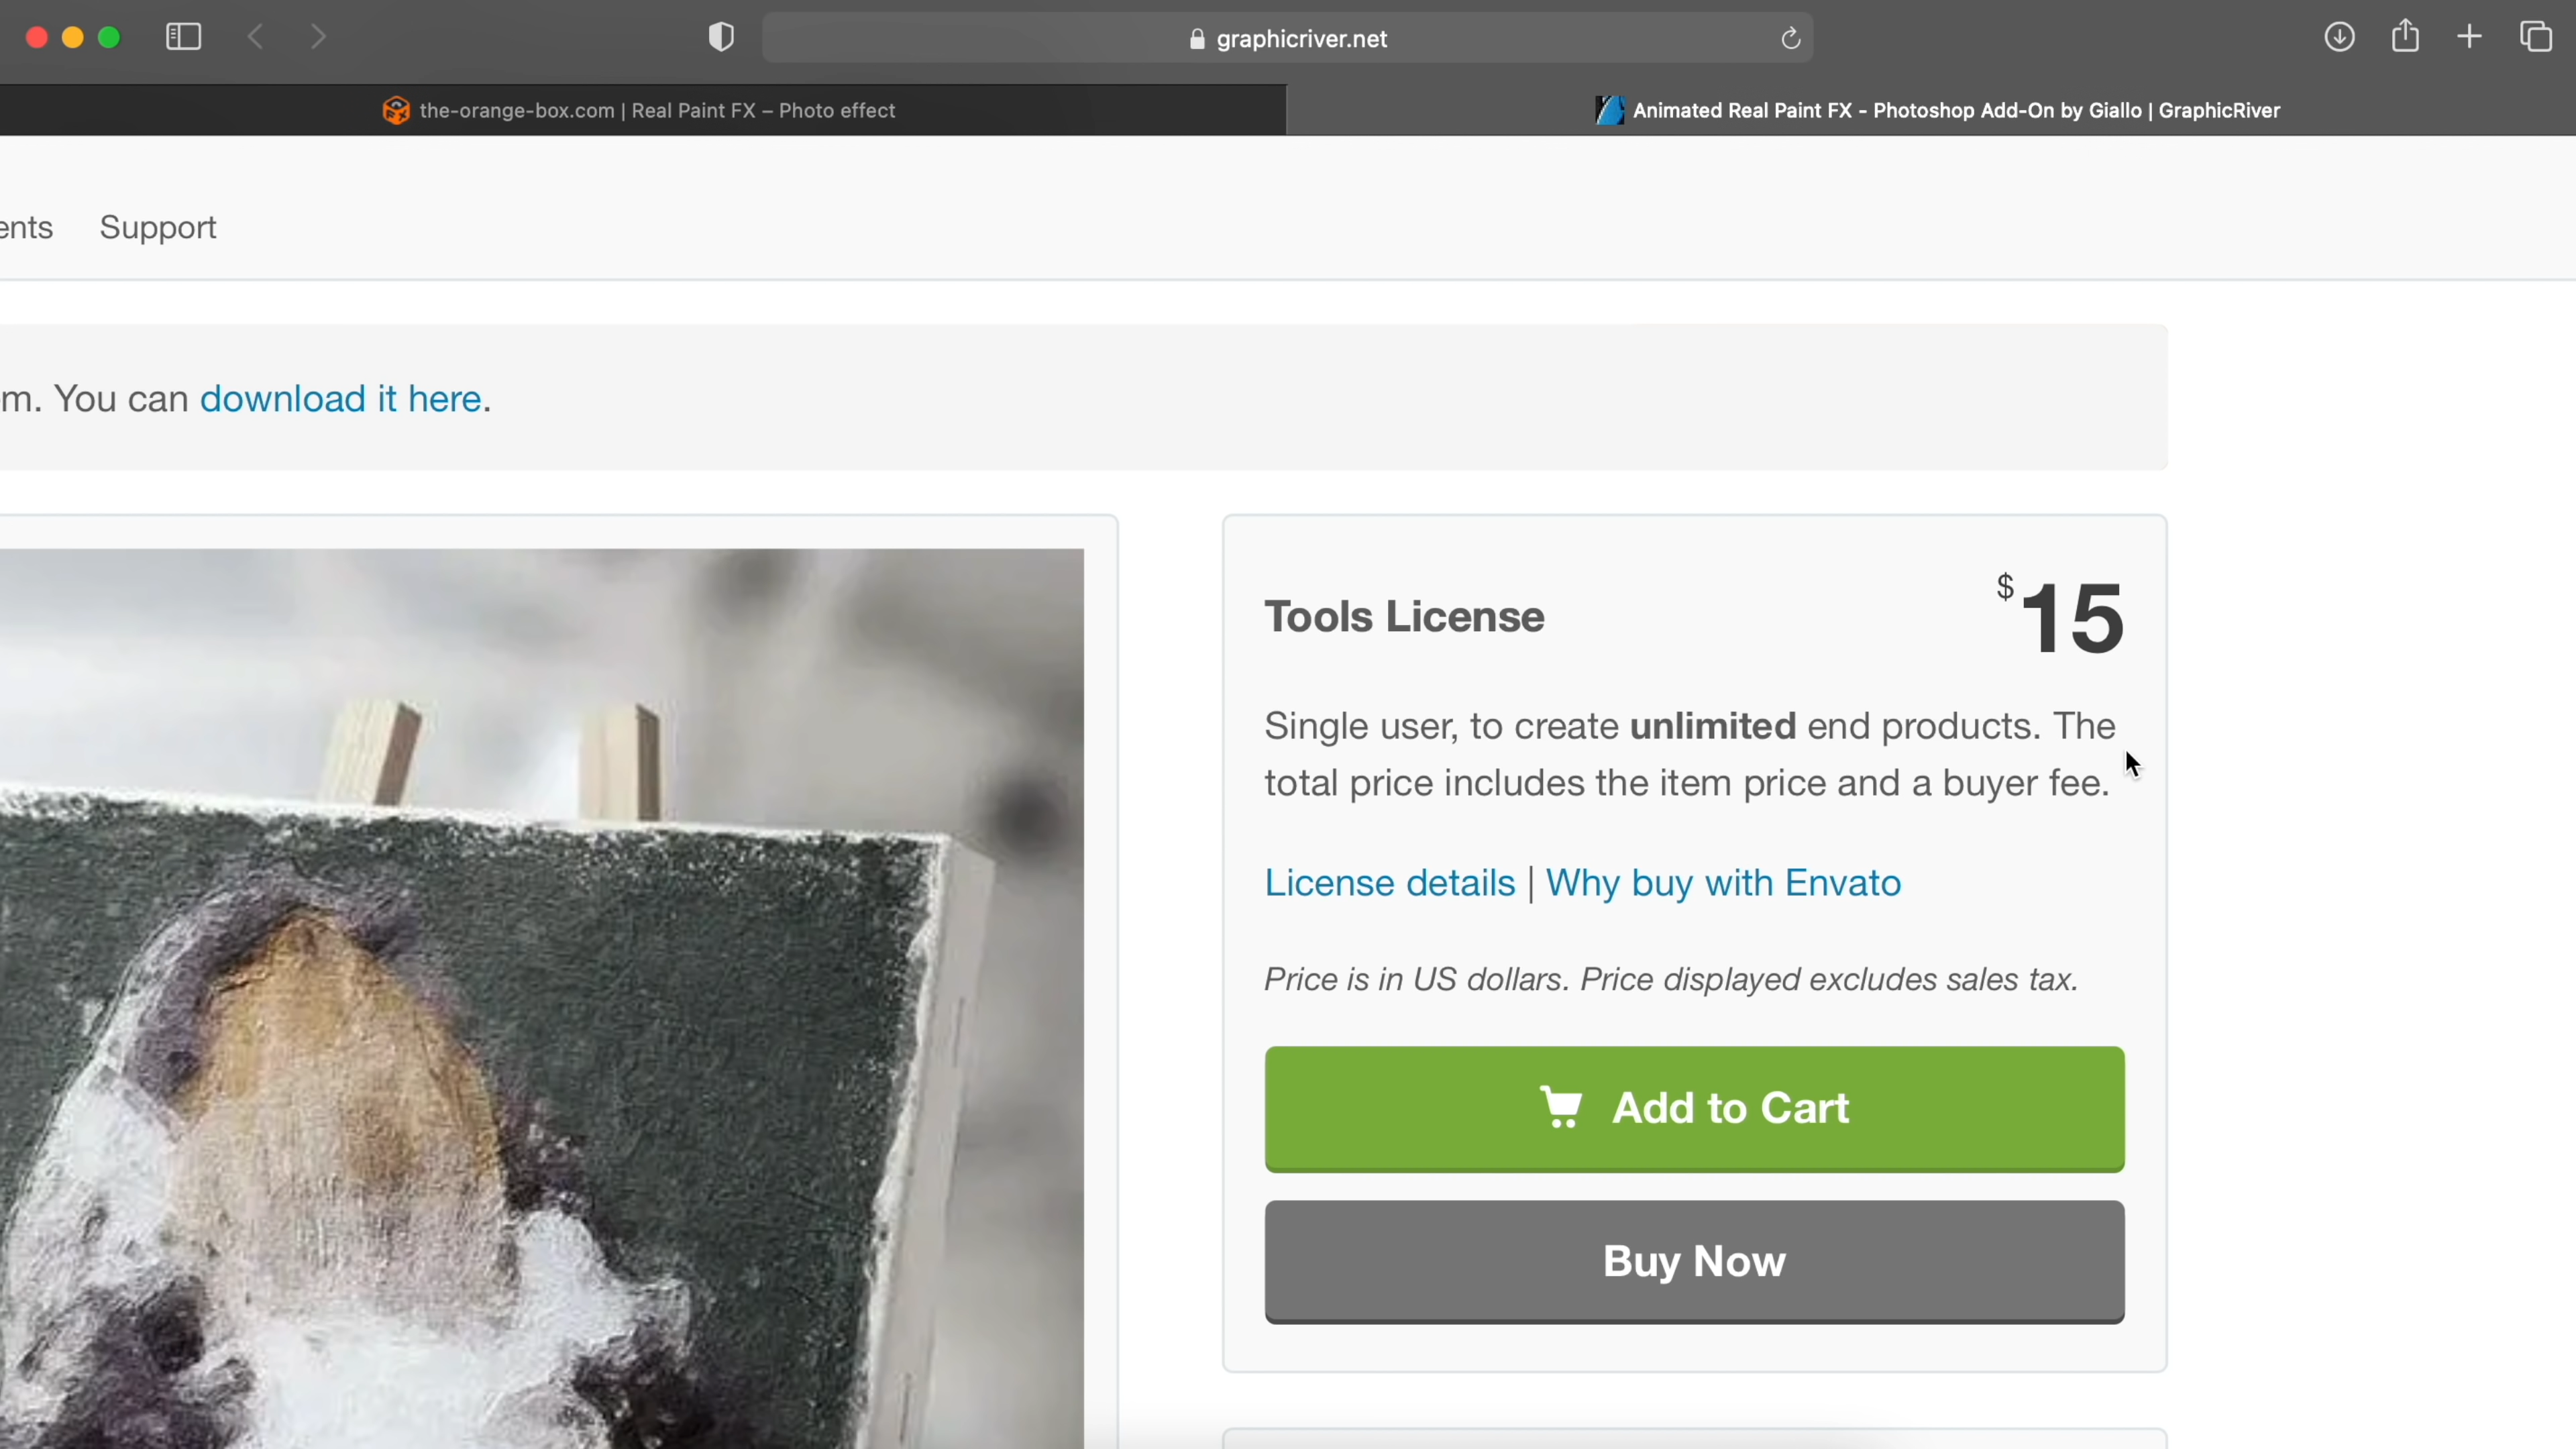 graphicriver.net
the-orange-box.com | Real Paint FX – Photo effect
Animated Real Paint FX - Photoshop Add-On by Giallo | GraphicRiver
ents Support
m. You can download it here.
Tools License
$15
Single user, to create unlimited end products. The
total price includes the item price and a buyer fee.
License details | Why buy with Envato
Price is in US dollars. Price displayed excludes sales tax.
Add to Cart
Buy Now